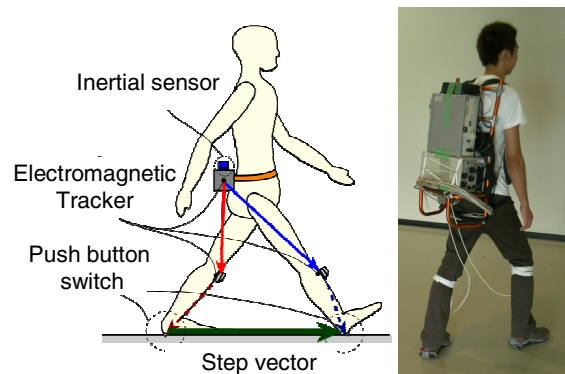 Inertial sensor
Electromagnetic
Tracker
Push button
switch
Step vector